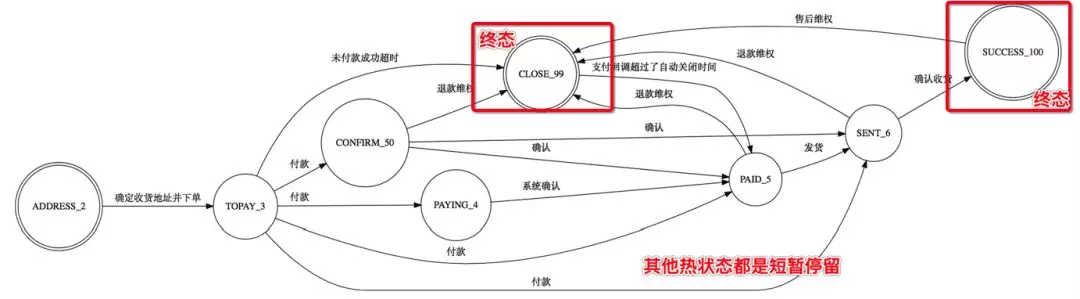 售后维权
终态
SUCCESS_100
未付款成功超时
退款维权
支付回调超过了自动关闭时间
CLOSE_99
确认收货
终态
退款维权
退款维权
CONFIRM_50
确认
SENT_6
确认
发货
付款
系统确认
PAID_5
ADDRESS_2
确定收货地址并下单
TOPAY_3
付款
PAYING_4
付款
其他热状态都是短暂停留
付款